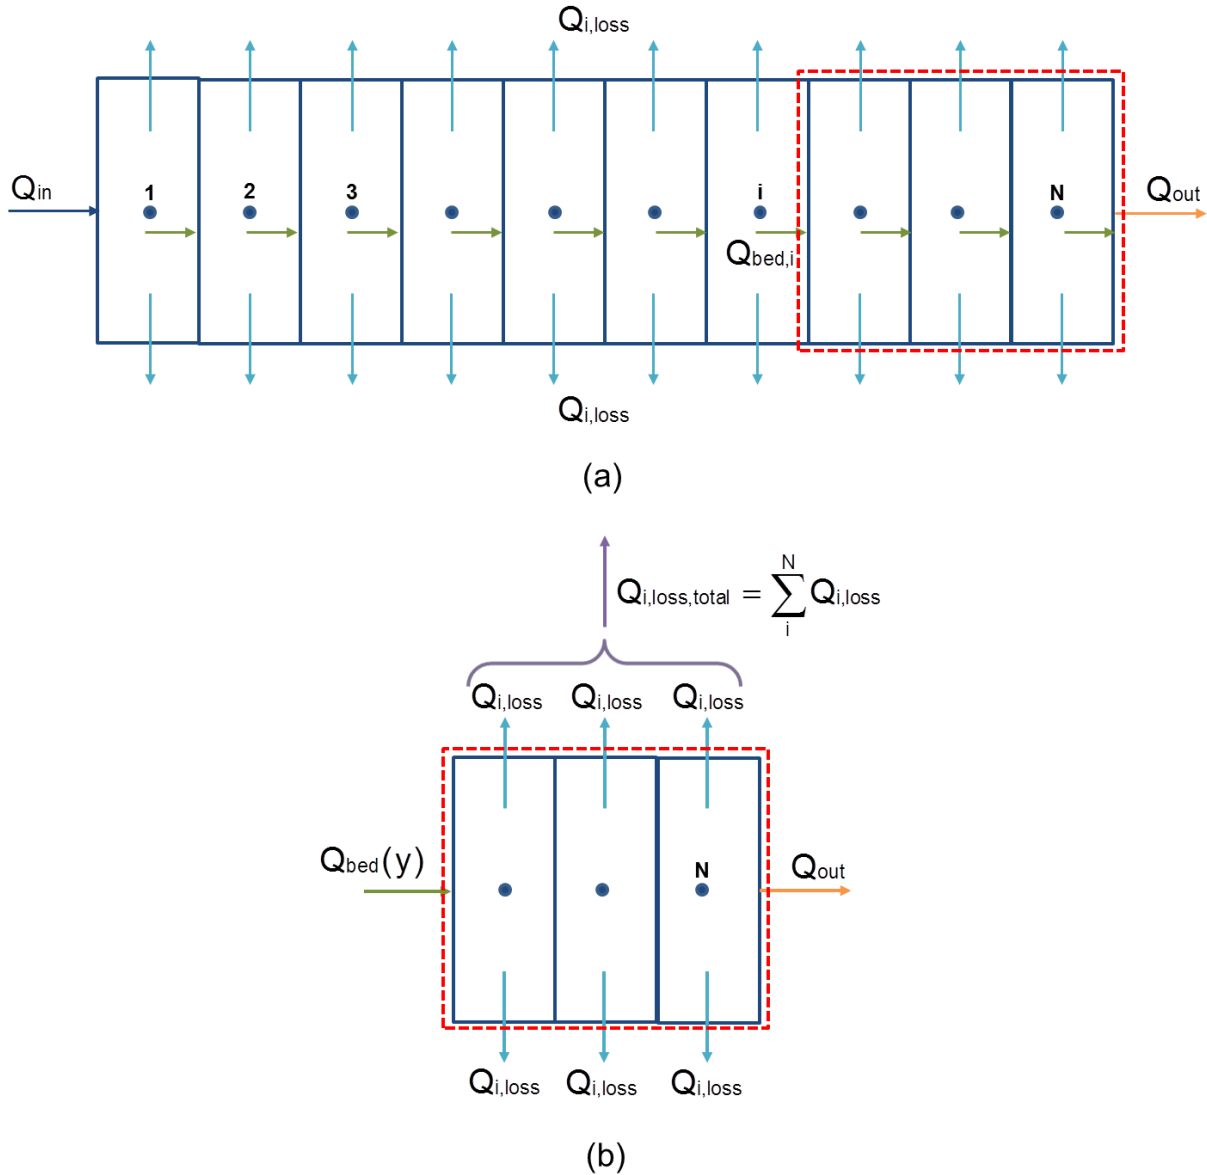 Qi,loss
Qin 1 2 3 i N Qout
Qbed,i
Qi,loss
(a)
Qi,loss,total = N∑i Qi,loss
Qi,loss Qi,loss Qi,loss
Qbed(y) N Qout
Qi,loss Qi,loss Qi,loss
(b)